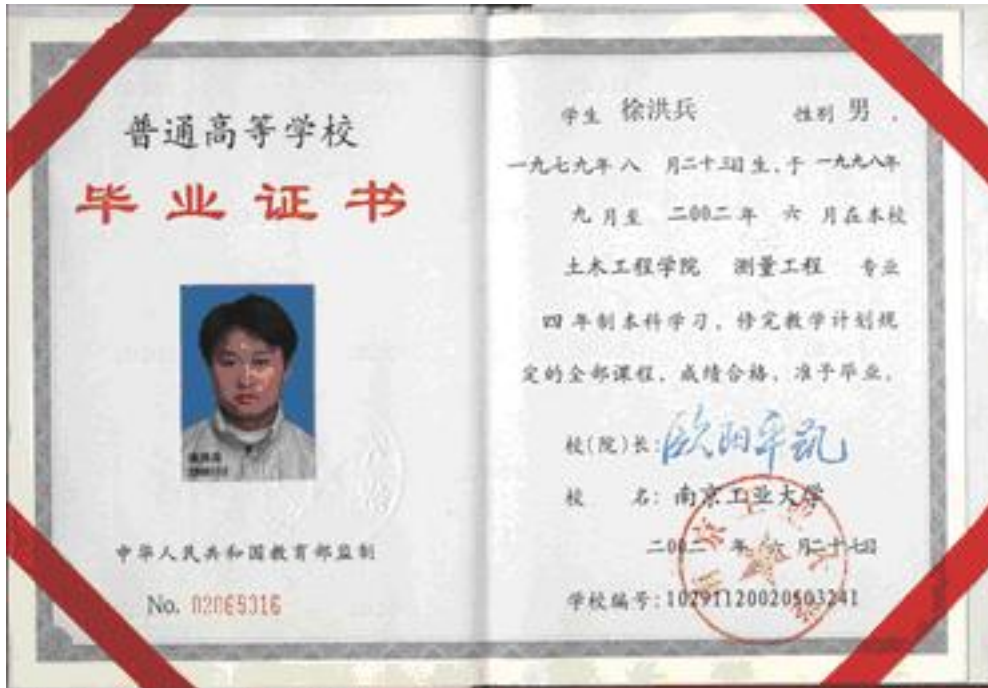 普通高等学校
毕业证书
中华人民共和国教育部监制
No. 02065316
学生 徐洪兵 性别 男 ,
一九七九年 八 月二十三日生,于 一九九八年
九 月至 二00二 年 六 月在本校
土木工程学院 测量工程 专业
四 年制本科学习,修完教学计划规
定的全部课程,成绩合格,准予毕业。
校(院)长:欧阳平凯
校 名:南京工业大学
二00二 年 六 月二十七日
学校编号:10291120020503241